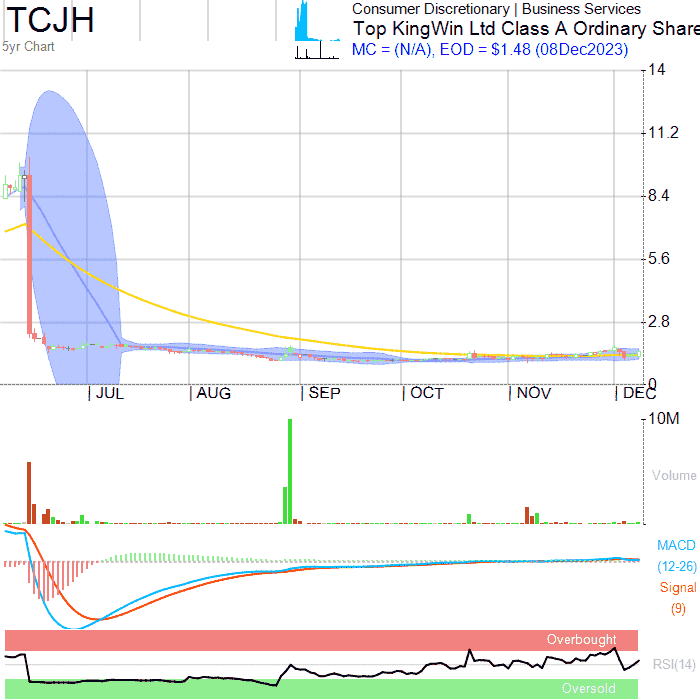 TCJH
5yr Chart
Consumer Discretionary | Business Services
Top KingWin Ltd Class A Ordinary Share
MC = (N/A), EOD = $1.48 (08Dec2023)
14
11.2
8.4
5.6
2.8
0
JUL AUG SEP OCT NOV DEC
10M
Volume
MACD
(12-26)
Signal
(9)
Overbought
RSI(14)
Oversold